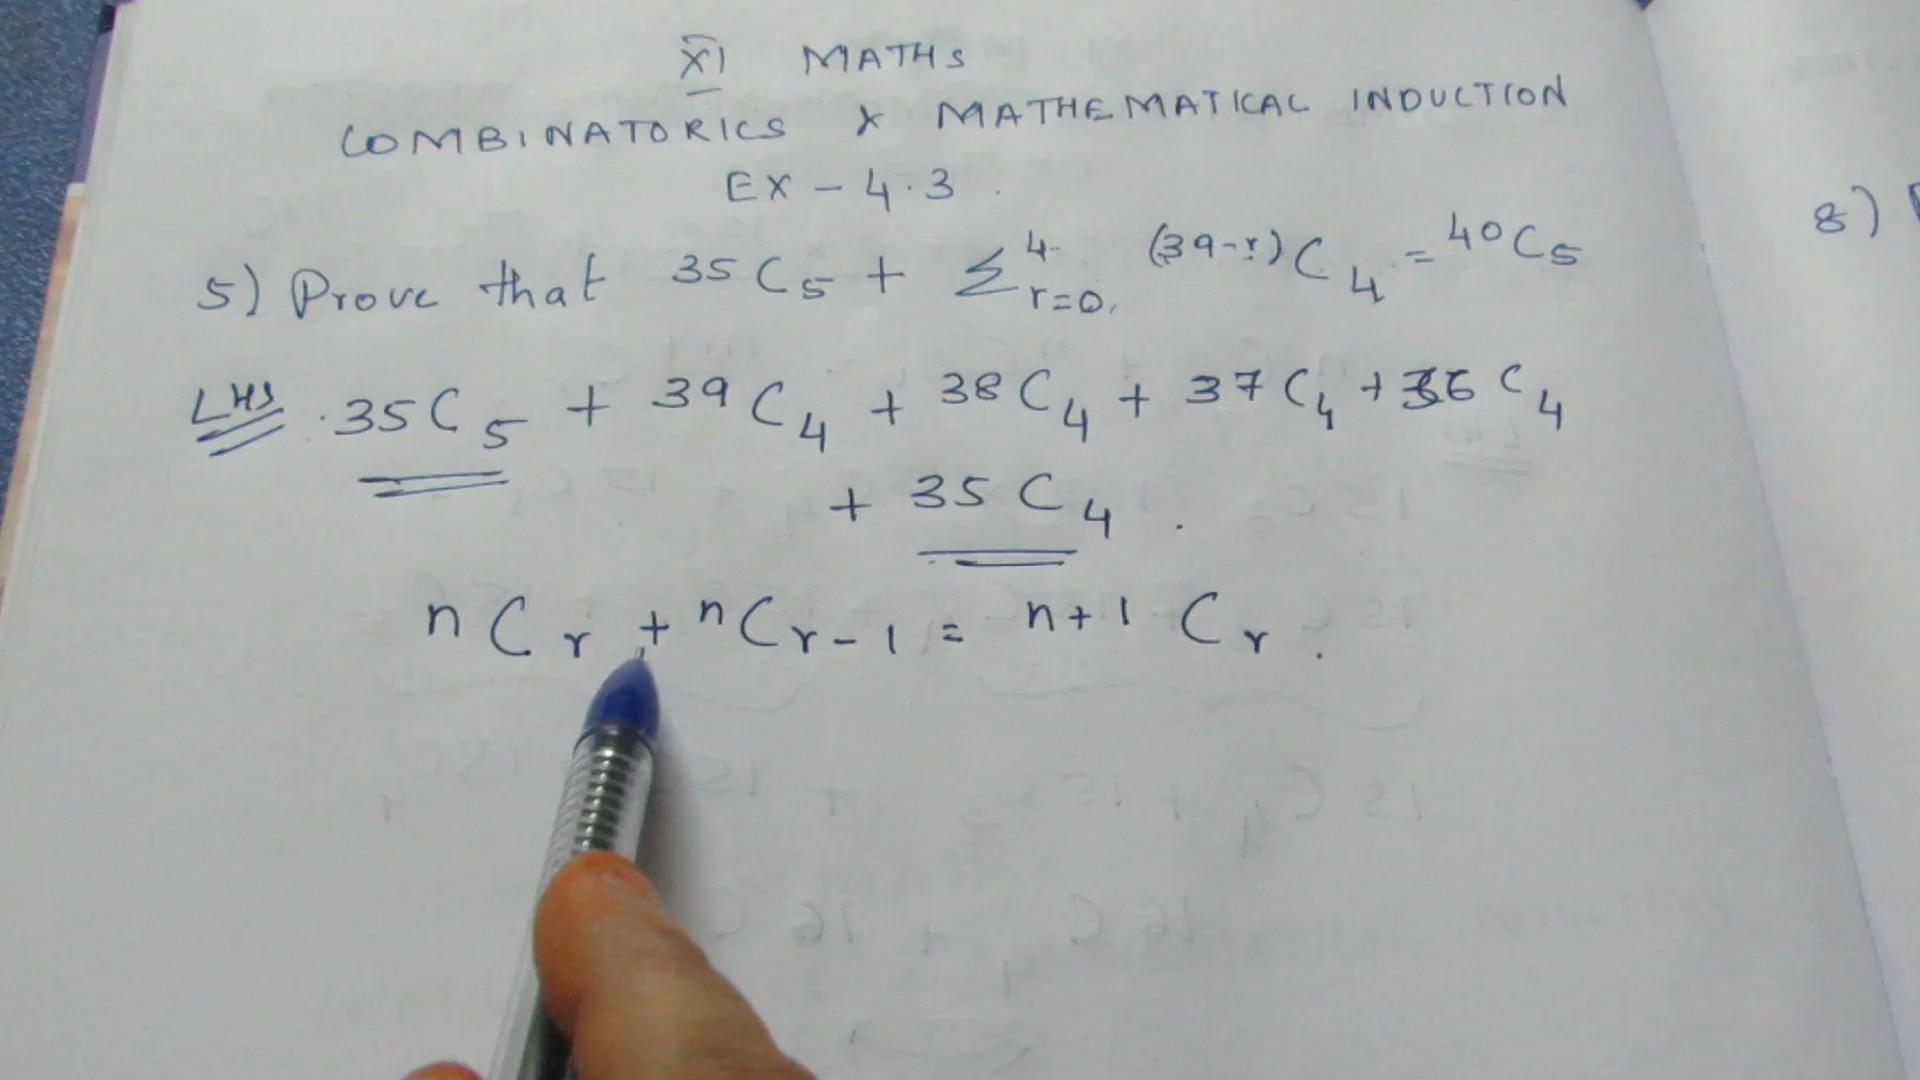 XI MATHS
COMBINATORICS & MATHEMATICAL INDUCTION
EX - 4.3.
5) Prove that 35C5 + Σ^4_r=0, (39-r)C4 = 40C5
LHS 35C5 + 39C4 + 38C4 + 37C4 + 36C4
+ 35C4.
nCr + nCr-1 = n+1Cr.
8)